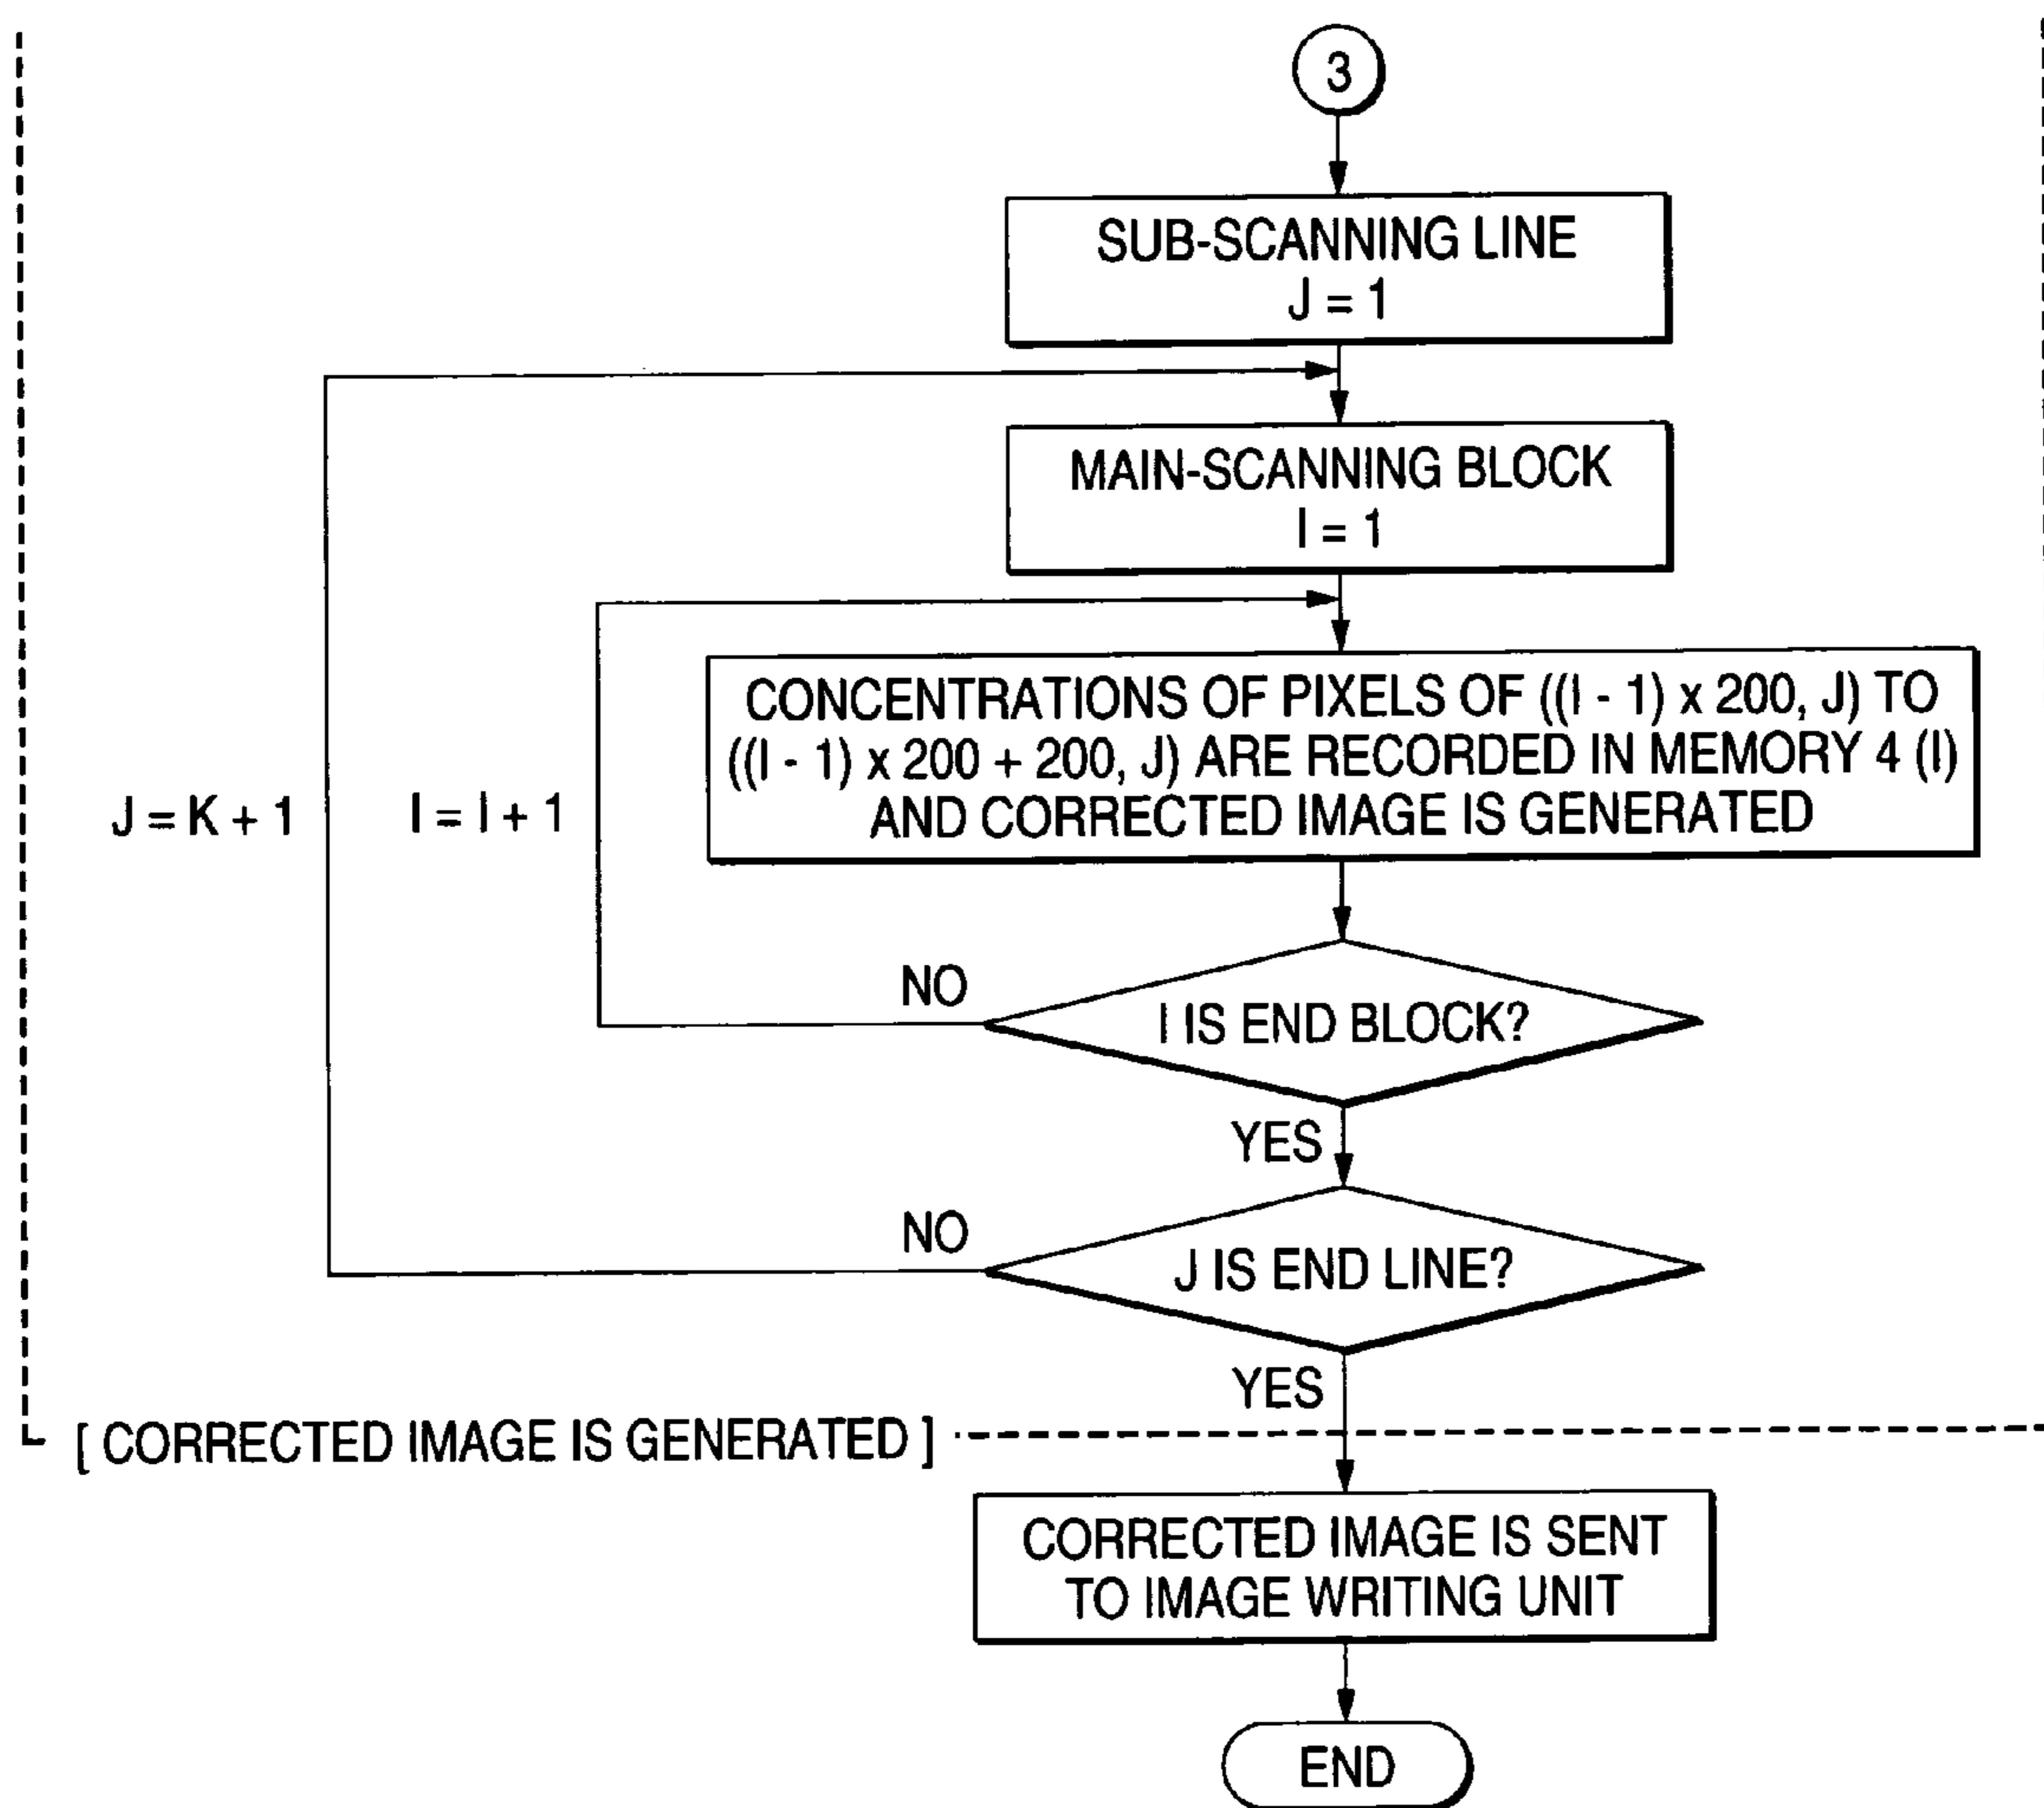 3
SUB-SCANNING LINE
J = 1
MAIN-SCANNING BLOCK
I = 1
CONCENTRATIONS OF PIXELS OF ((I - 1) x 200, J) TO
((I - 1) x 200 + 200, J) ARE RECORDED IN MEMORY 4 (I)
AND CORRECTED IMAGE IS GENERATED
J = K + 1
I = I + 1
NO
I IS END BLOCK?
YES
NO
J IS END LINE?
YES
[ CORRECTED IMAGE IS GENERATED ]
CORRECTED IMAGE IS SENT
TO IMAGE WRITING UNIT
END